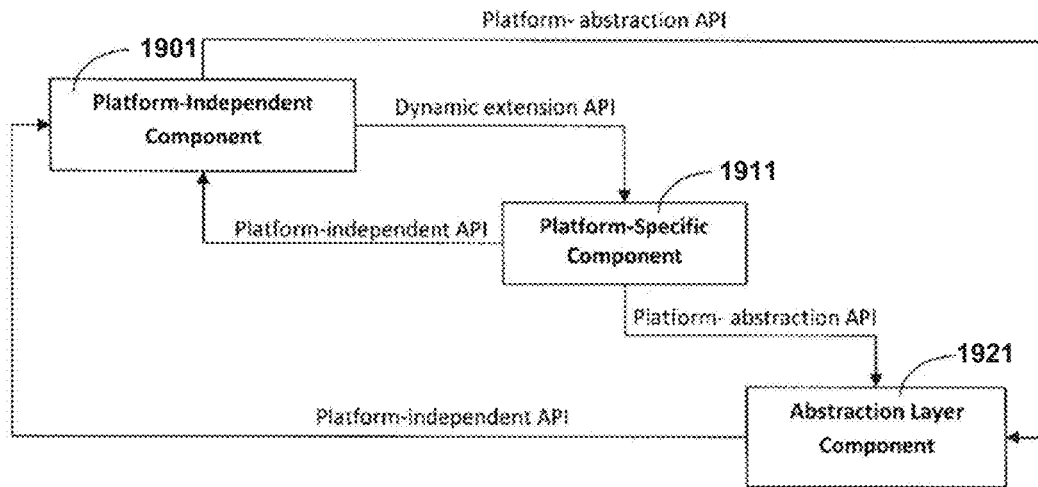 Platform- abstraction API
1901
Platform-Independent
Component
Dynamic extension API
1911
Platform-independent API
Platform-Specific
Component
Platform- abstraction API
1921
Platform-independent API
Abstraction Layer
Component